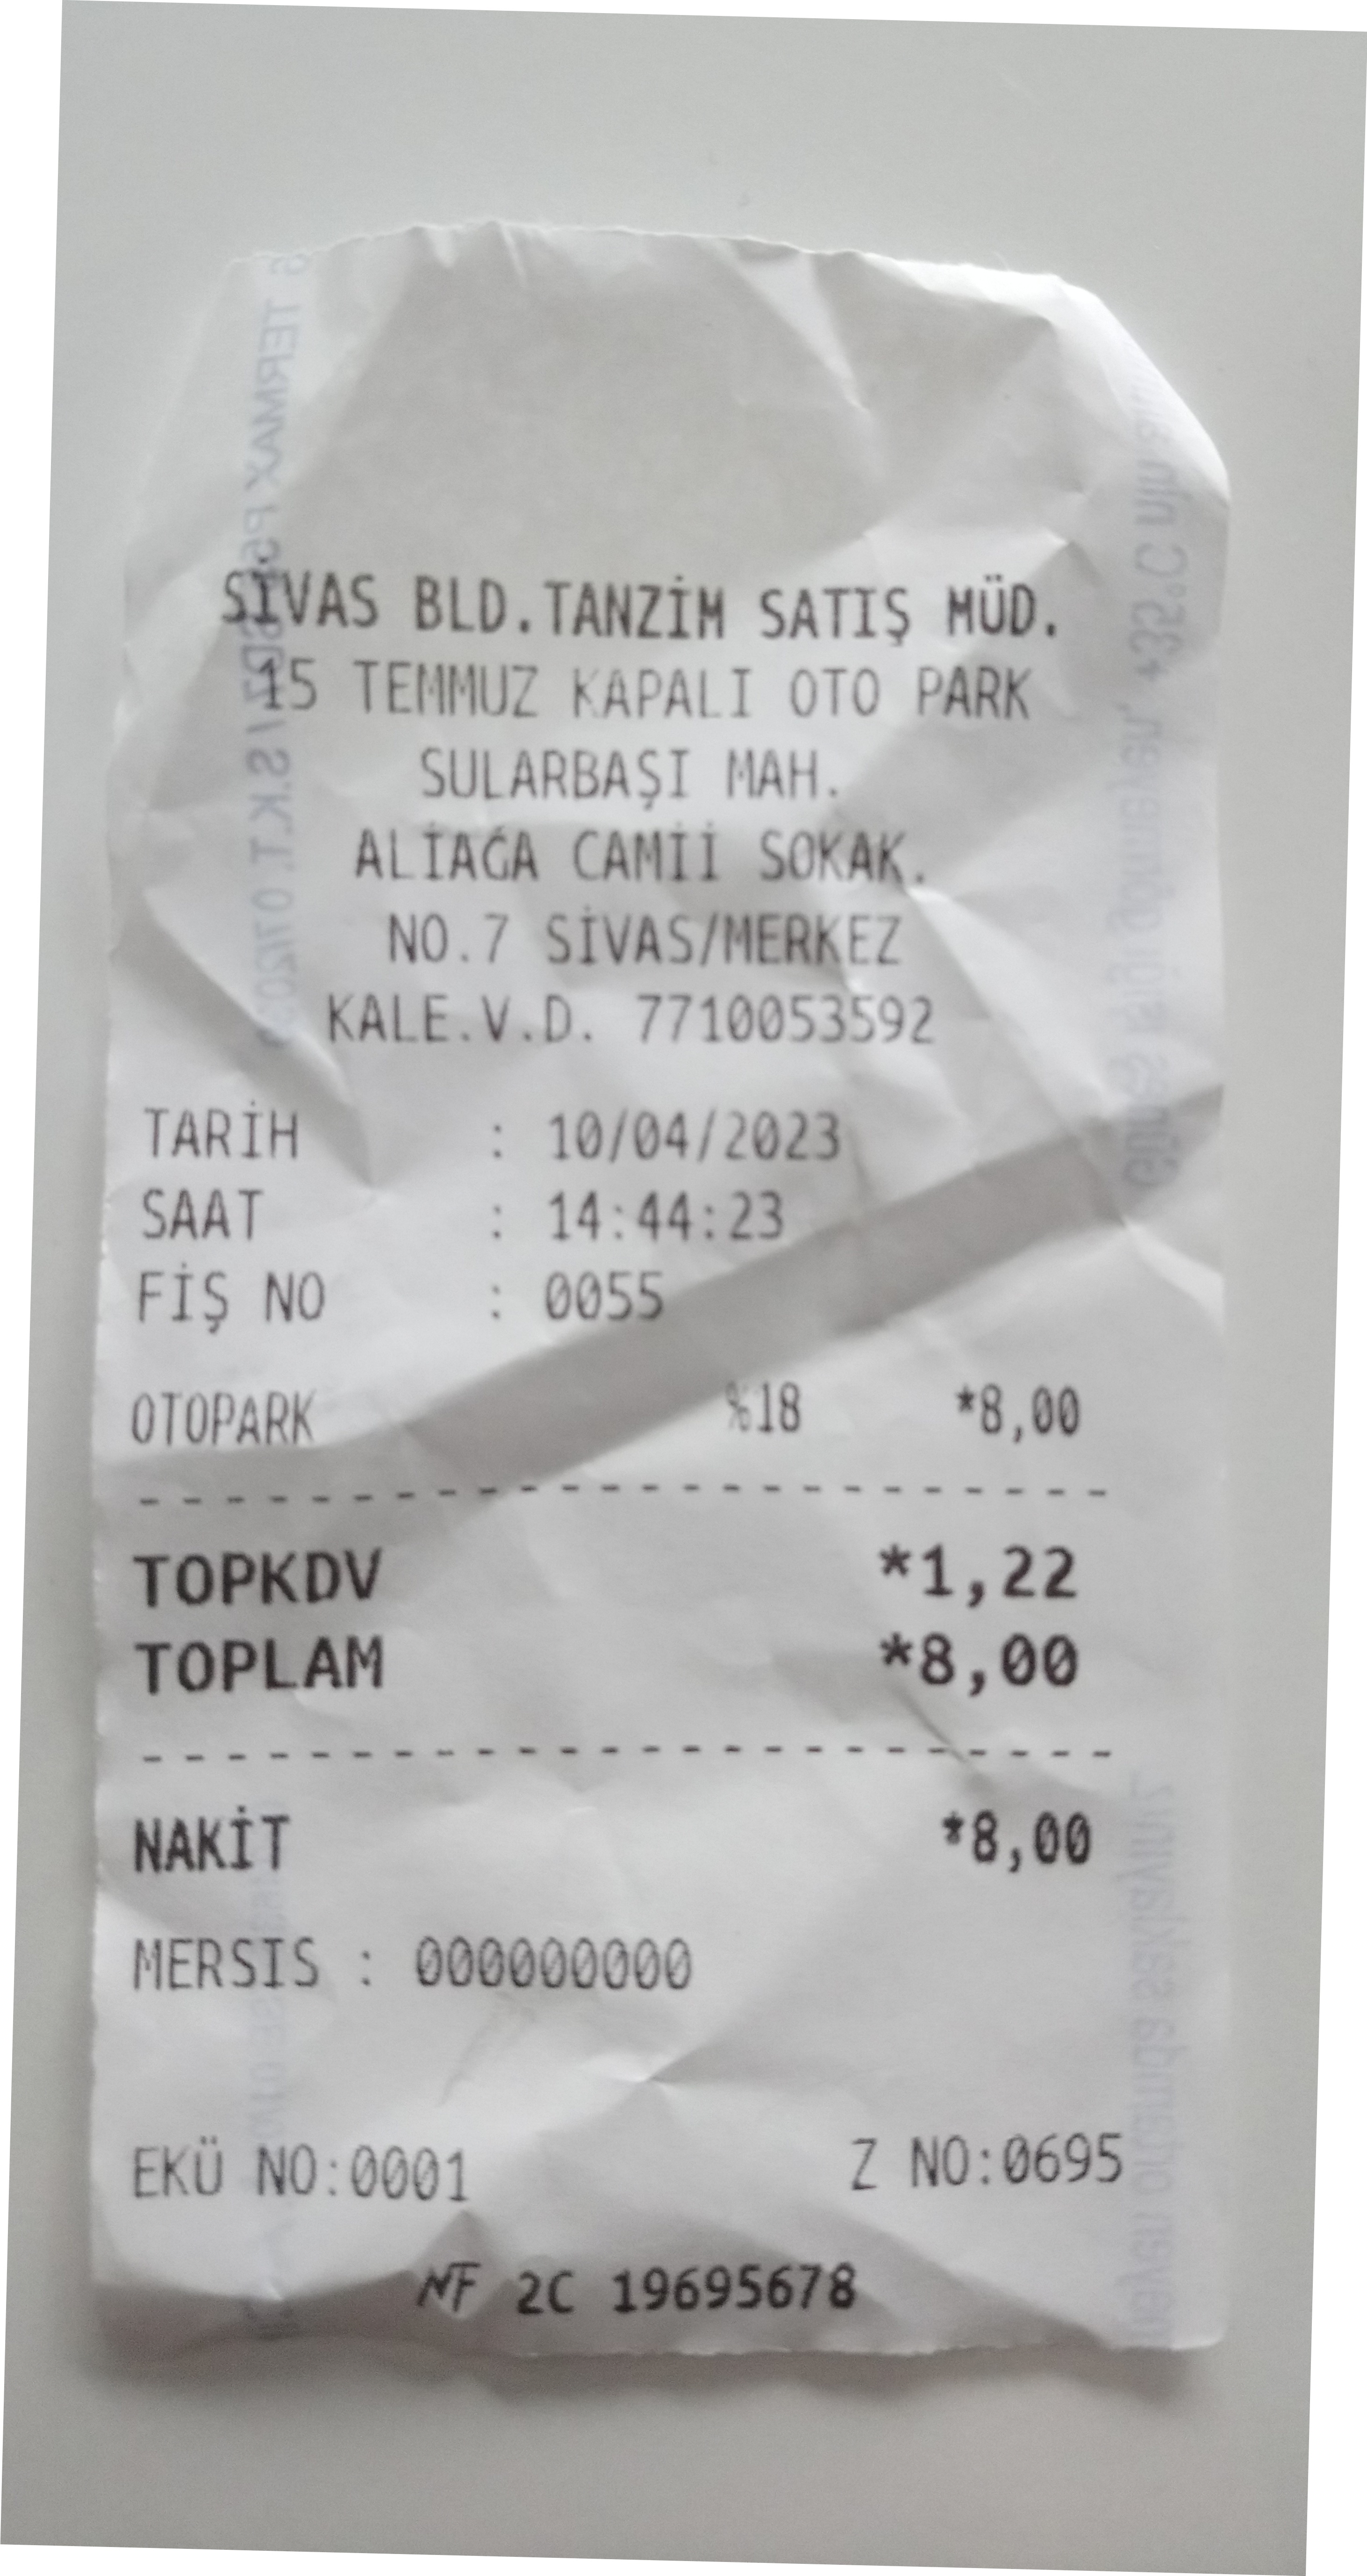 SİVAS BLD.TANZİM SATIŞ MÜD.
15 TEMMUZ KAPALI OTO PARK
SULARBAŞI MAH.
ALİAĞA CAMİİ SOKAK.
NO.7 SİVAS/MERKEZ
KALE.V.D. 7710053592
TARİH : 10/04/2023
SAAT : 14:44:23
FİŞ NO : 0055
OTOPARK %18 *8,00
TOPKDV *1,22
TOPLAM *8,00
NAKİT *8,00
MERSIS : 000000000
EKÜ NO:0001 Z NO:0695
MF 2C 19695678